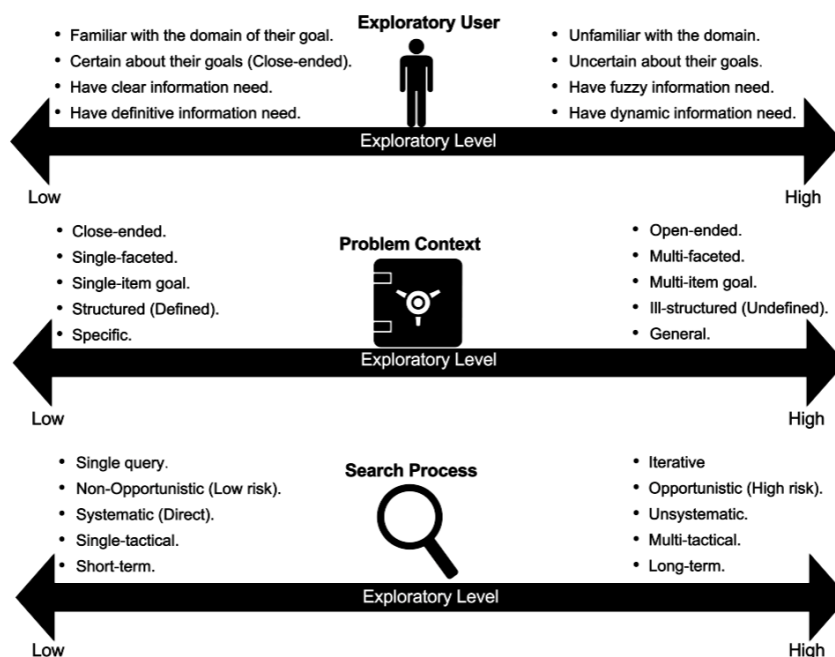 Exploratory User
• Familiar with the domain of their goal.
• Certain about their goals (Close-ended).
• Have clear information need.
• Have definitive information need.
• Unfamiliar with the domain.
• Uncertain about their goals.
• Have fuzzy information need.
• Have dynamic information need.
Exploratory Level
Low
High
Problem Context
• Close-ended.
• Single-faceted.
• Single-item goal.
• Structured (Defined).
• Specific.
• Open-ended.
• Multi-faceted.
• Multi-item goal.
• Ill-structured (Undefined).
• General.
Exploratory Level
Low
High
Search Process
• Single query.
• Non-Opportunistic (Low risk).
• Systematic (Direct).
• Single-tactical.
• Short-term.
• Iterative
• Opportunistic (High risk).
• Unsystematic.
• Multi-tactical.
• Long-term.
Exploratory Level
Low
High